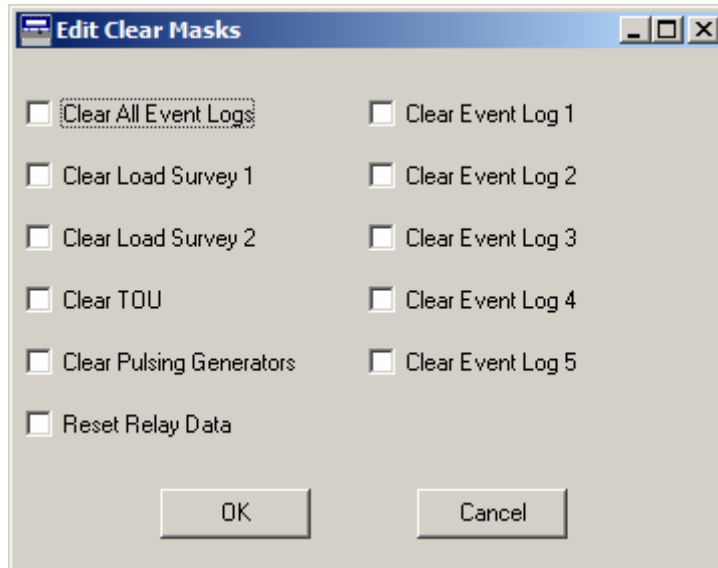 Edit Clear Masks
Clear All Event Logs
Clear Load Survey 1
Clear Load Survey 2
Clear TOU
Clear Pulsing Generators
Reset Relay Data
Clear Event Log 1
Clear Event Log 2
Clear Event Log 3
Clear Event Log 4
Clear Event Log 5
OK
Cancel